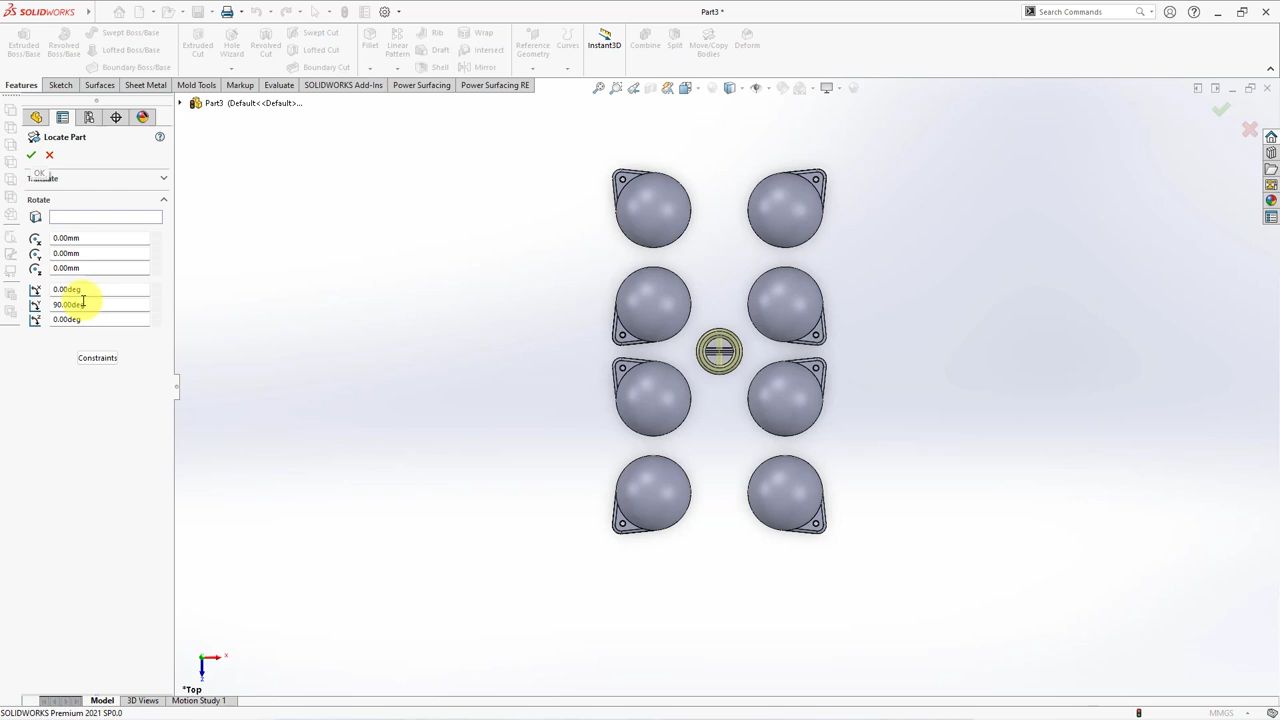 SOLIDWORKS
Part3 *
Search Commands
Extruded Boss/Base
Revolved Boss/Base
Swept Boss/Base
Lofted Boss/Base
Boundary Boss/Base
Extruded Cut
Hole Wizard
Revolved Cut
Swept Cut
Lofted Cut
Boundary Cut
Fillet
Linear Pattern
Rib
Draft
Shell
Wrap
Intersect
Mirror
Reference Geometry
Curves
Instant3D
Combine
Split
Move/Copy Bodies
Deform
Features
Sketch
Surfaces
Sheet Metal
Mold Tools
Markup
Evaluate
SOLIDWORKS Add-Ins
Power Surfacing
Power Surfacing RE
Part3 (Default<<Default>...
Locate Part
OK
Translate
Rotate
0.00mm
0.00mm
0.00mm
0.00deg
90.00deg
0.00deg
Constraints
x
z
*Top
Model
3D Views
Motion Study 1
SOLIDWORKS Premium 2021 SP0.0
MMGS